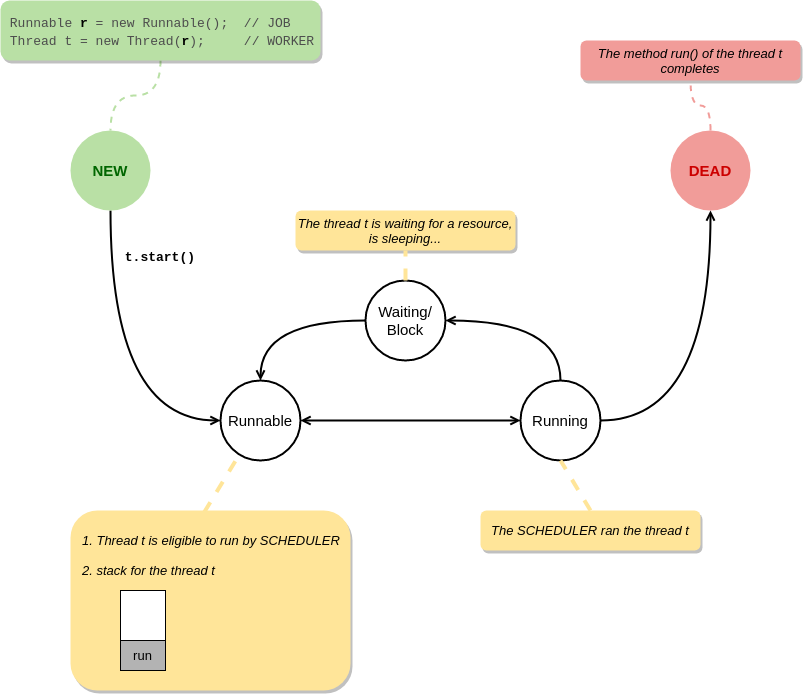 Runnable r = new Runnable();  // JOB
Thread t = new Thread(r);     // WORKER
The method run() of the thread t
completes
NEW
DEAD
The thread t is waiting for a resource,
is sleeping...
t.start()
Waiting/
Block
Runnable
Running
1. Thread t is eligible to run by SCHEDULER
The SCHEDULER ran the thread t
2. stack for the thread t
run